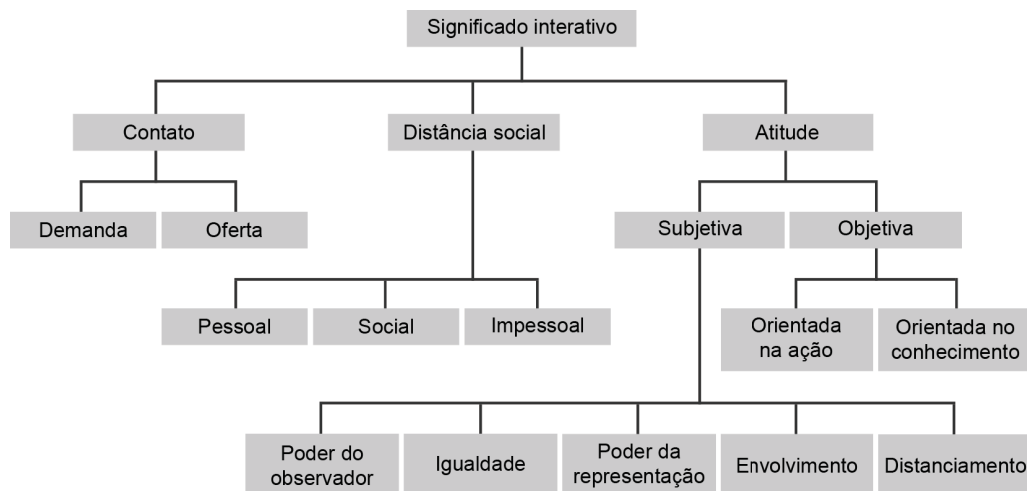 Significado interativo
Contato
Distância social
Atitude
Demanda
Oferta
Subjetiva
Objetiva
Pessoal
Social
Impessoal
Orientada
na ação
Orientada no
conhecimento
Poder do
observador
Igualdade
Poder da
representação
Envolvimento
Distanciamento